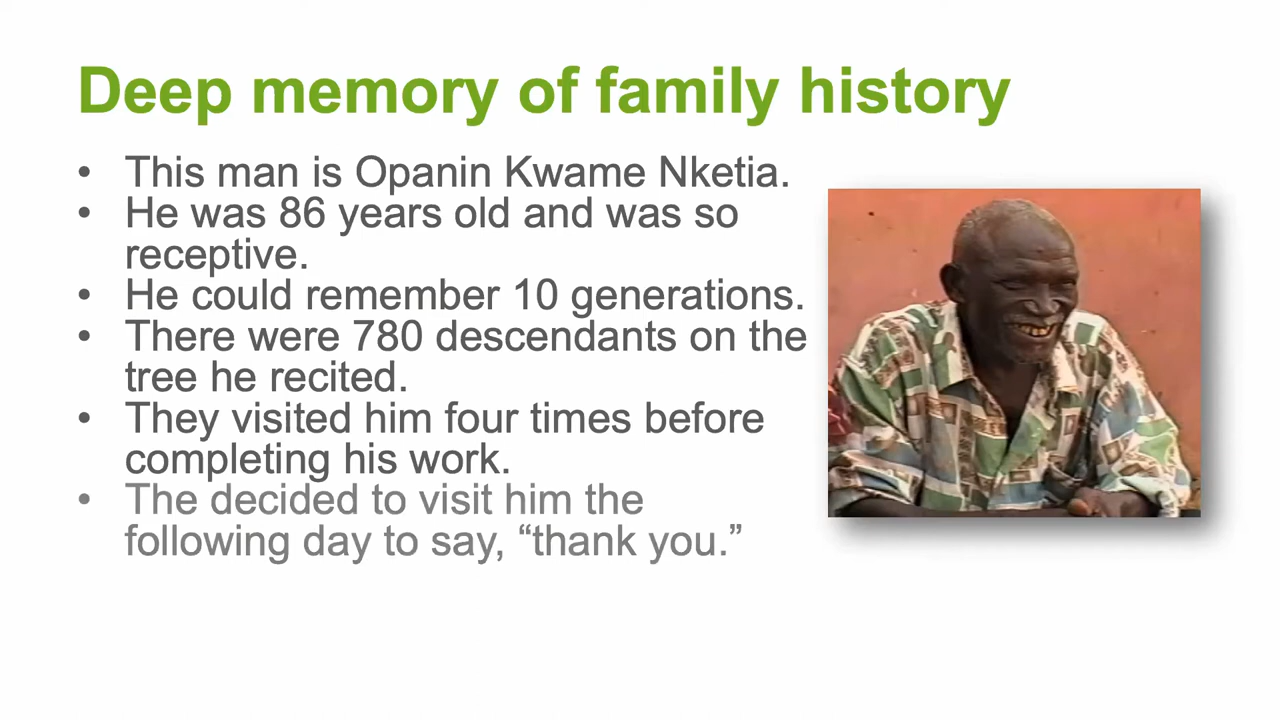 Deep memory of family history
• This man is Opanin Kwame Nketia.
• He was 86 years old and was so
receptive.
• He could remember 10 generations.
• There were 780 descendants on the
tree he recited.
• They visited him four times before
completing his work.
• The decided to visit him the
following day to say, “thank you.”